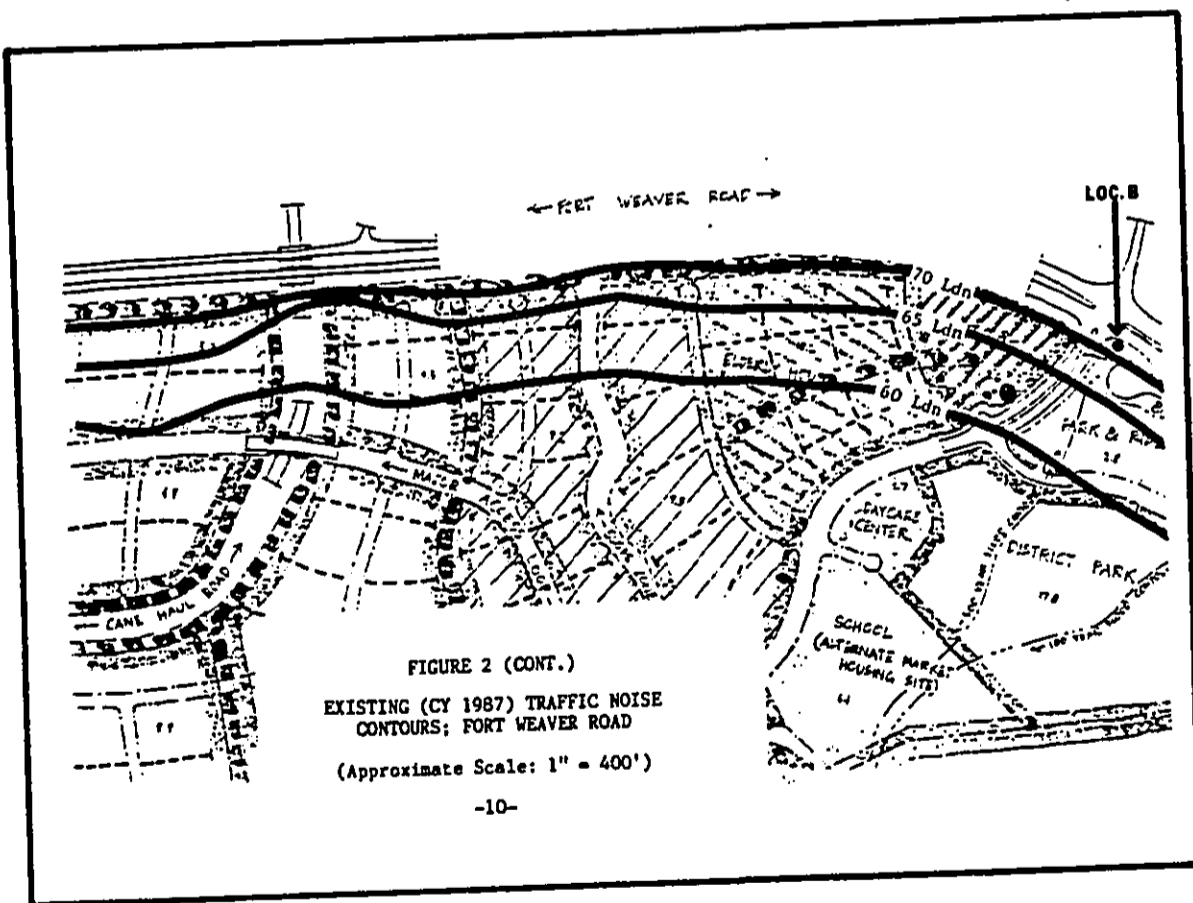 ← FORT WEAVER ROAD →
LOC. B
70 Ldn
65 Ldn
60 Ldn
PARK &
DAYCARE
CENTER
DISTRICT PARK
SCHOOL
(ALTERNATE MARKET
HOUSING SITE)
← CANE HAUL ROAD →
FIGURE 2 (CONT.)
EXISTING (CY 1987) TRAFFIC NOISE
CONTOURS; FORT WEAVER ROAD
(Approximate Scale: 1" = 400')
-10-